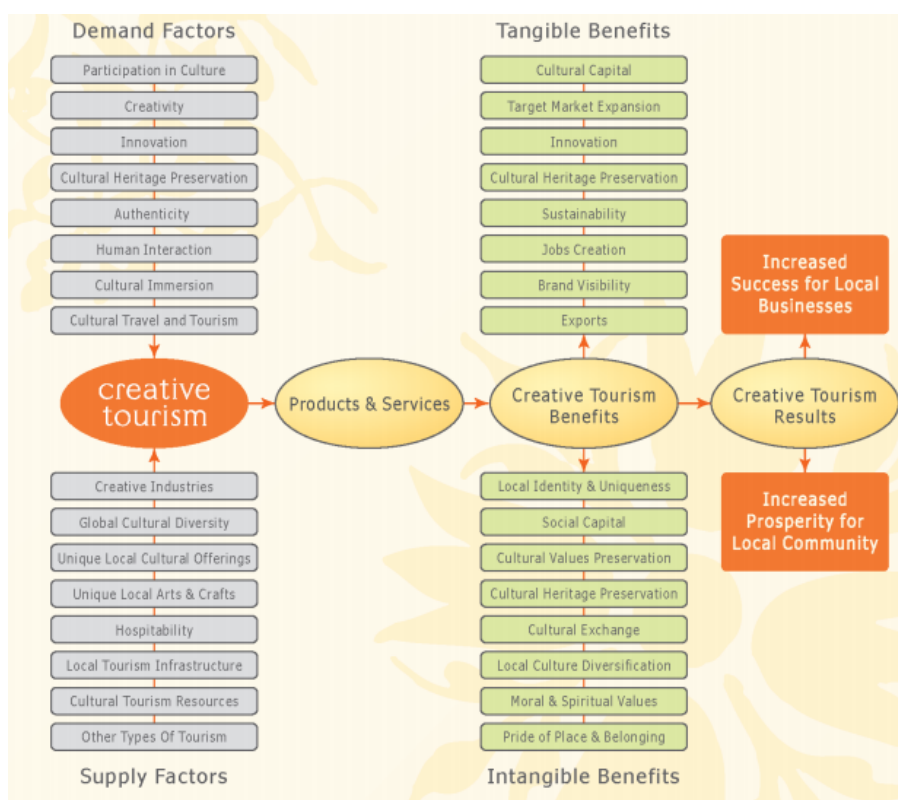 Demand Factors
Participation in Culture
Creativity
Innovation
Cultural Heritage Preservation
Authenticity
Human Interaction
Cultural Immersion
Cultural Travel and Tourism
creative
tourism
Creative Industries
Global Cultural Diversity
Unique Local Cultural Offerings
Unique Local Arts & Crafts
Hospitability
Local Tourism Infrastructure
Cultural Tourism Resources
Other Types Of Tourism
Supply Factors
Products & Services
Tangible Benefits
Cultural Capital
Target Market Expansion
Innovation
Cultural Heritage Preservation
Sustainability
Jobs Creation
Brand Visibility
Exports
Creative Tourism
Benefits
Local Identity & Uniqueness
Social Capital
Cultural Values Preservation
Cultural Heritage Preservation
Cultural Exchange
Local Culture Diversification
Moral & Spiritual Values
Pride of Place & Belonging
Intangible Benefits
Increased
Success for Local
Businesses
Creative Tourism
Results
Increased
Prosperity for
Local Community